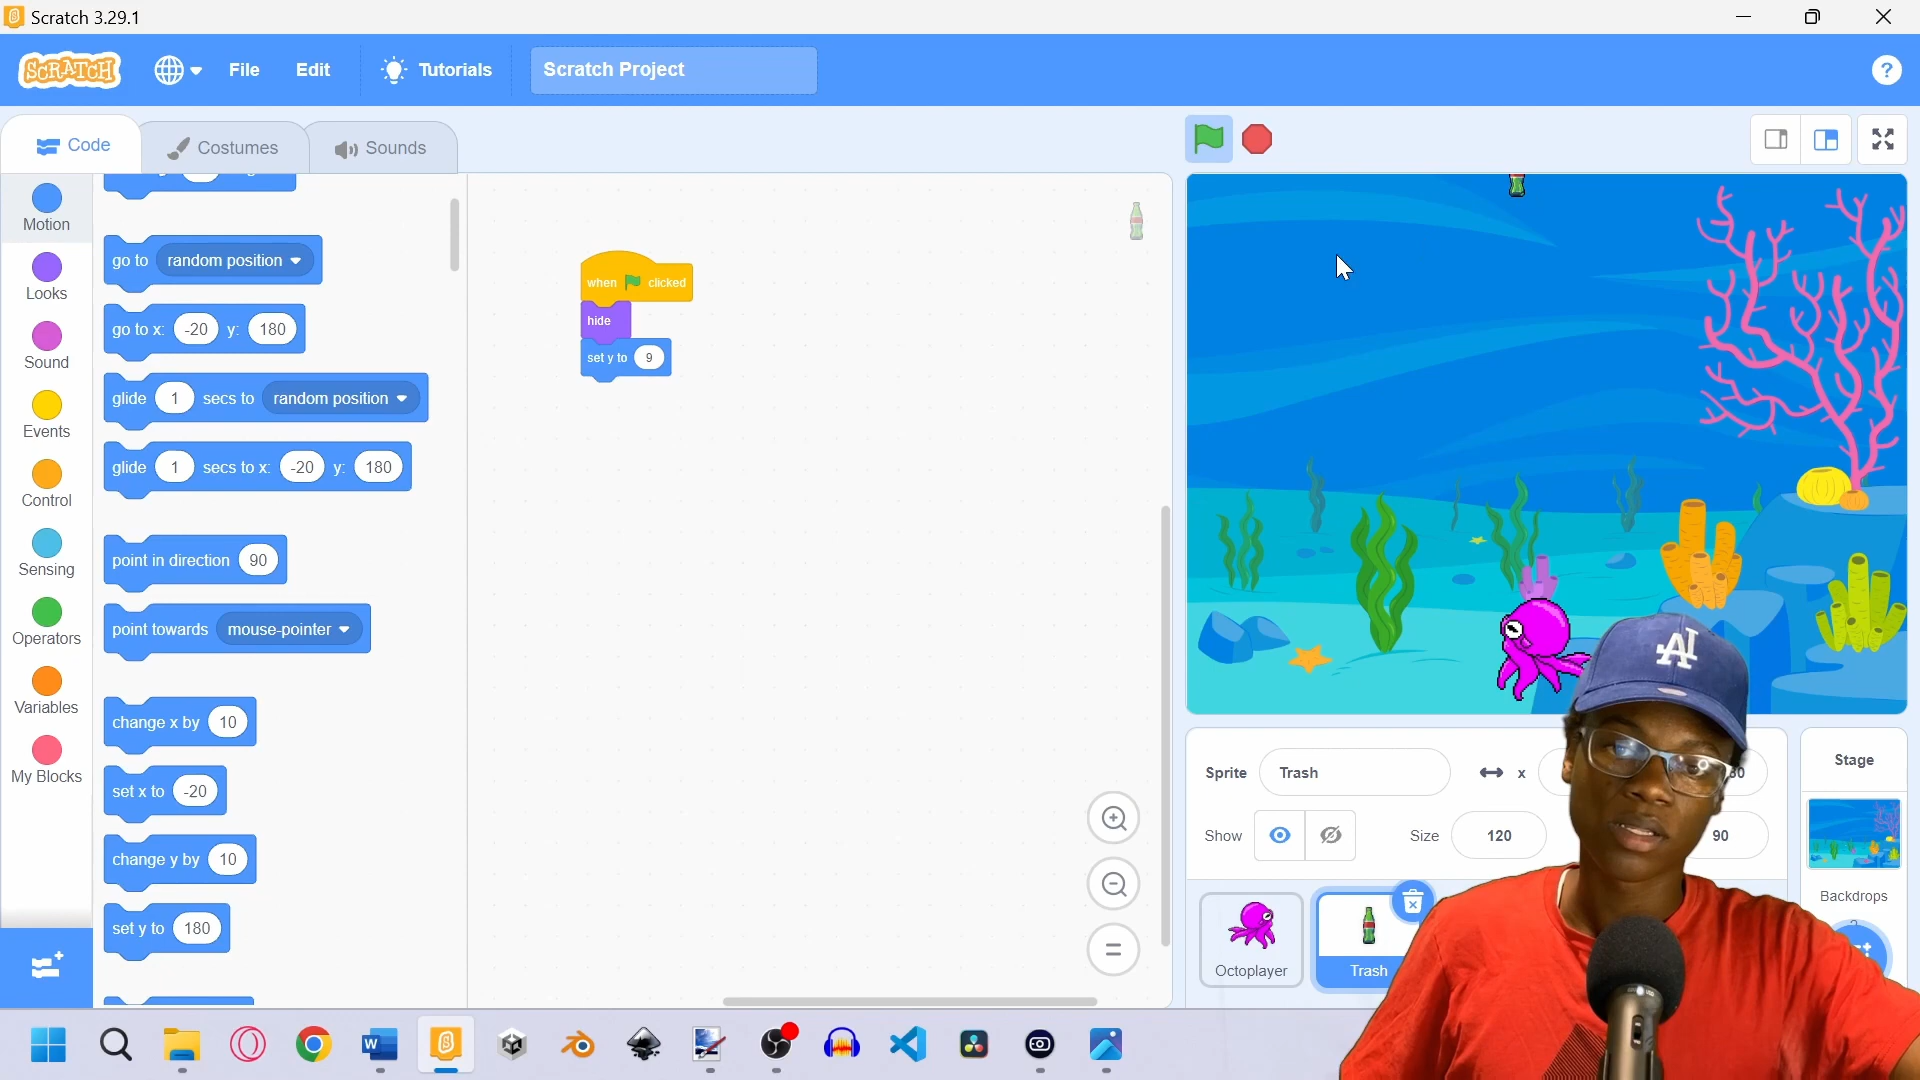 Scratch 3.29.1
SCRATCH
File
Edit
Tutorials
Scratch Project
?
Code
Costumes
Sounds
Motion
Looks
Sound
Events
Control
Sensing
Operators
Variables
My Blocks
go to random position
go to x: -20 y: 180
glide 1 secs to random position
glide 1 secs to x: -20 y: 180
point in direction 90
point towards mouse-pointer
change x by 10
set x to -20
change y by 10
set y to 180
when clicked
hide
set y to 9
Sprite
Trash
x
Show
Size
120
90
Stage
Backdrops
Octoplayer
Trash
LA